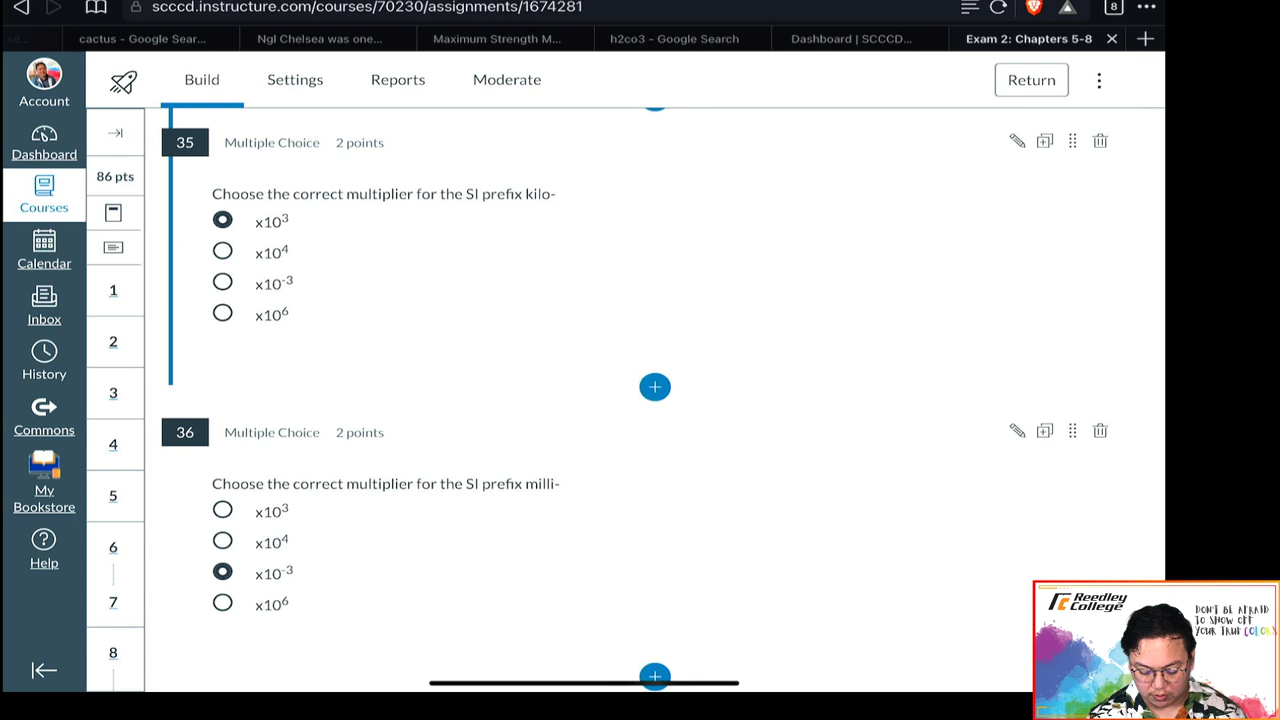 scccd.instructure.com/courses/70230/assignments/1674281
8
cactus - Google Sear...
Ngl Chelsea was one...
Maximum Strength M...
h2co3 - Google Search
Dashboard | SCCCD...
Exam 2: Chapters 5-8
Account
Dashboard
Courses
Calendar
Inbox
History
Commons
My
Bookstore
Help
Build
Settings
Reports
Moderate
Return
86 pts
1
2
3
4
5
6
7
8
35
Multiple Choice
2 points
Choose the correct multiplier for the SI prefix kilo-
x10³
x10⁴
x10⁻³
x10⁶
36
Multiple Choice
2 points
Choose the correct multiplier for the SI prefix milli-
x10³
x10⁴
x10⁻³
x10⁶
Reedley
College
DON'T BE AFRAID
TO SHOW OFF
YOUR TRUE COLORS